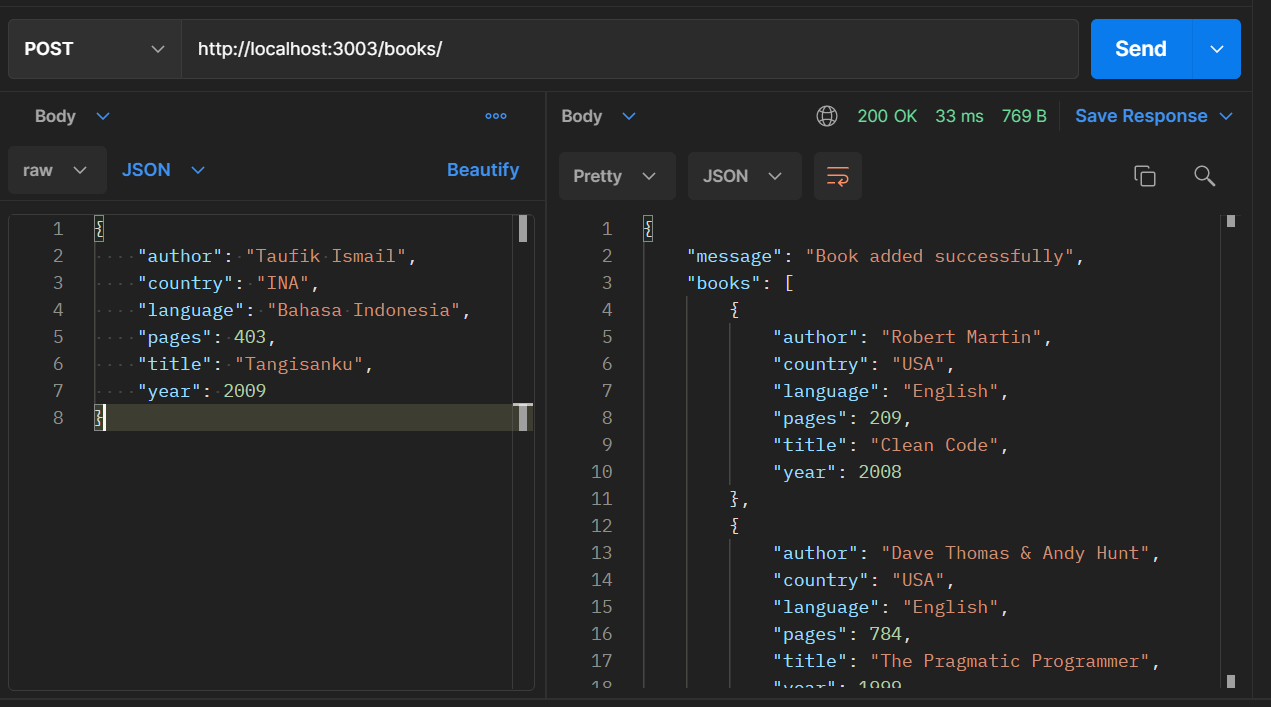 POST http://localhost:3003/books/ Send
Body
raw JSON Beautify
1 {
2 "author": "Taufik Ismail",
3 "country": "INA",
4 "language": "Bahasa Indonesia",
5 "pages": 403,
6 "title": "Tangisanku",
7 "year": 2009
8 }
Body 200 OK 33 ms 769 B Save Response
Pretty JSON
1 {
2 "message": "Book added successfully",
3 "books": [
4 {
5 "author": "Robert Martin",
6 "country": "USA",
7 "language": "English",
8 "pages": 209,
9 "title": "Clean Code",
10 "year": 2008
11 },
12 {
13 "author": "Dave Thomas & Andy Hunt",
14 "country": "USA",
15 "language": "English",
16 "pages": 784,
17 "title": "The Pragmatic Programmer",
18 "year": 1999